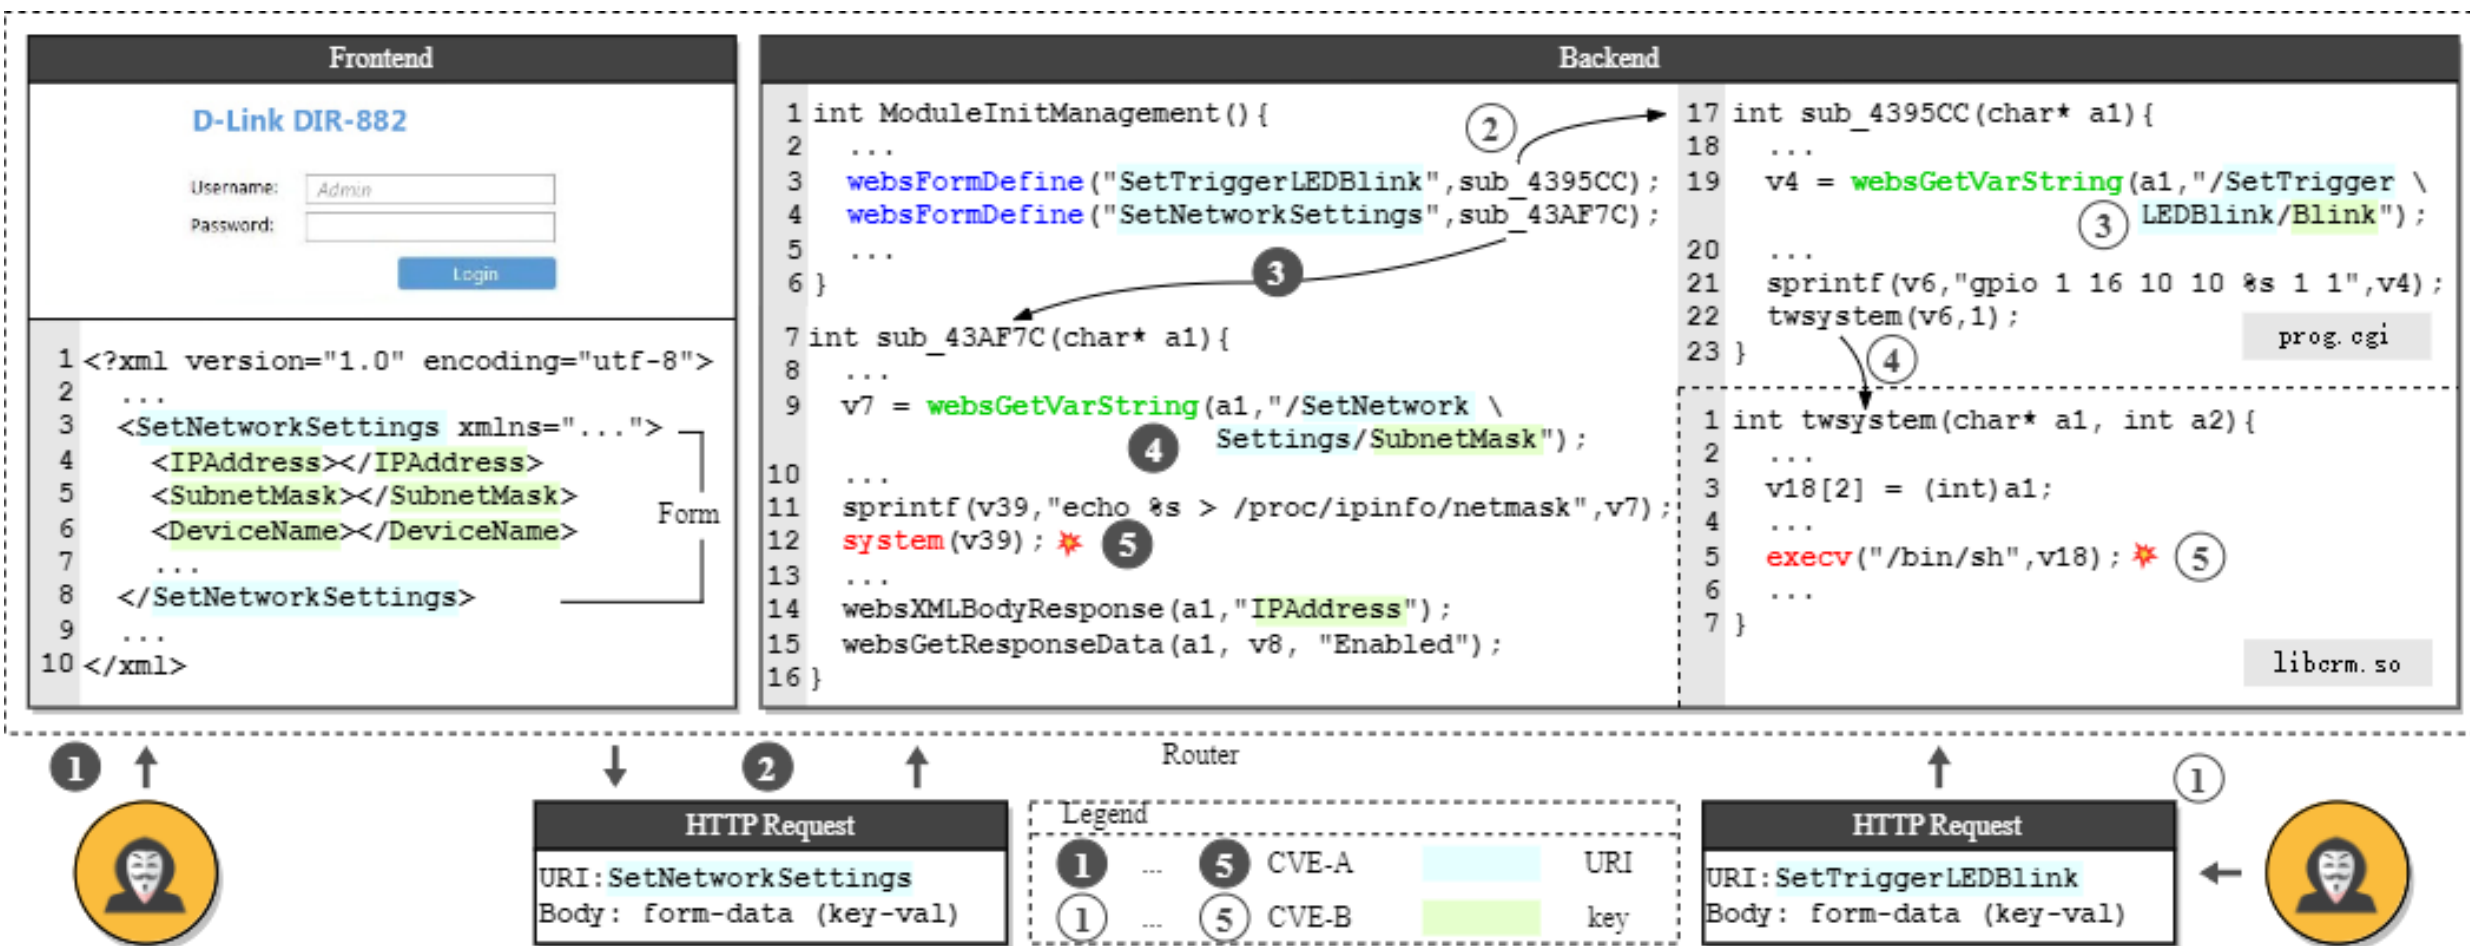 Frontend
D-Link DIR-882
Username: Admin
Password:
Login
1 <?xml version="1.0" encoding="utf-8">
2 ...
3 <SetNetworkSettings xmlns="...">
4 <IPAddress></IPAddress>
5 <SubnetMask></SubnetMask>
6 <DeviceName></DeviceName>
7 ...
8 </SetNetworkSettings>
9 ...
10 </xml>
Form
Backend
1 int ModuleInitManagement(){
2 ...
3 websFormDefine("SetTriggerLEDBlink",sub_4395CC);
4 websFormDefine("SetNetworkSettings",sub_43AF7C);
5 ...
6 }
2
3
7 int sub_43AF7C(char* a1){
8 ...
9 v7 = websGetVarString(a1,"/SetNetwork \
4 Settings/SubnetMask");
10 ...
11 sprintf(v39,"echo %s > /proc/ipinfo/netmask",v7);
12 system(v39); 5
13 ...
14 websXMLBodyResponse(a1,"IPAddress");
15 websGetResponseData(a1, v8, "Enabled");
16 }
17 int sub_4395CC(char* a1){
18 ...
19 v4 = websGetVarString(a1,"/SetTrigger \
3 LEDBlink/Blink");
20 ...
21 sprintf(v6,"gpio 1 16 10 10 %s 1 1",v4);
22 twsystem(v6,1);
23 }
prog.cgi
4
1 int twsystem(char* a1, int a2){
2 ...
3 v18[2] = (int)a1;
4 ...
5 execv("/bin/sh",v18); 5
6 ...
7 }
libcrm.so
1
2
Router
1
HTTP Request
URI:SetNetworkSettings
Body: form-data (key-val)
Legend
1 ... 5 CVE-A URI
1 ... 5 CVE-B key
HTTP Request
URI:SetTriggerLEDBlink
Body: form-data (key-val)